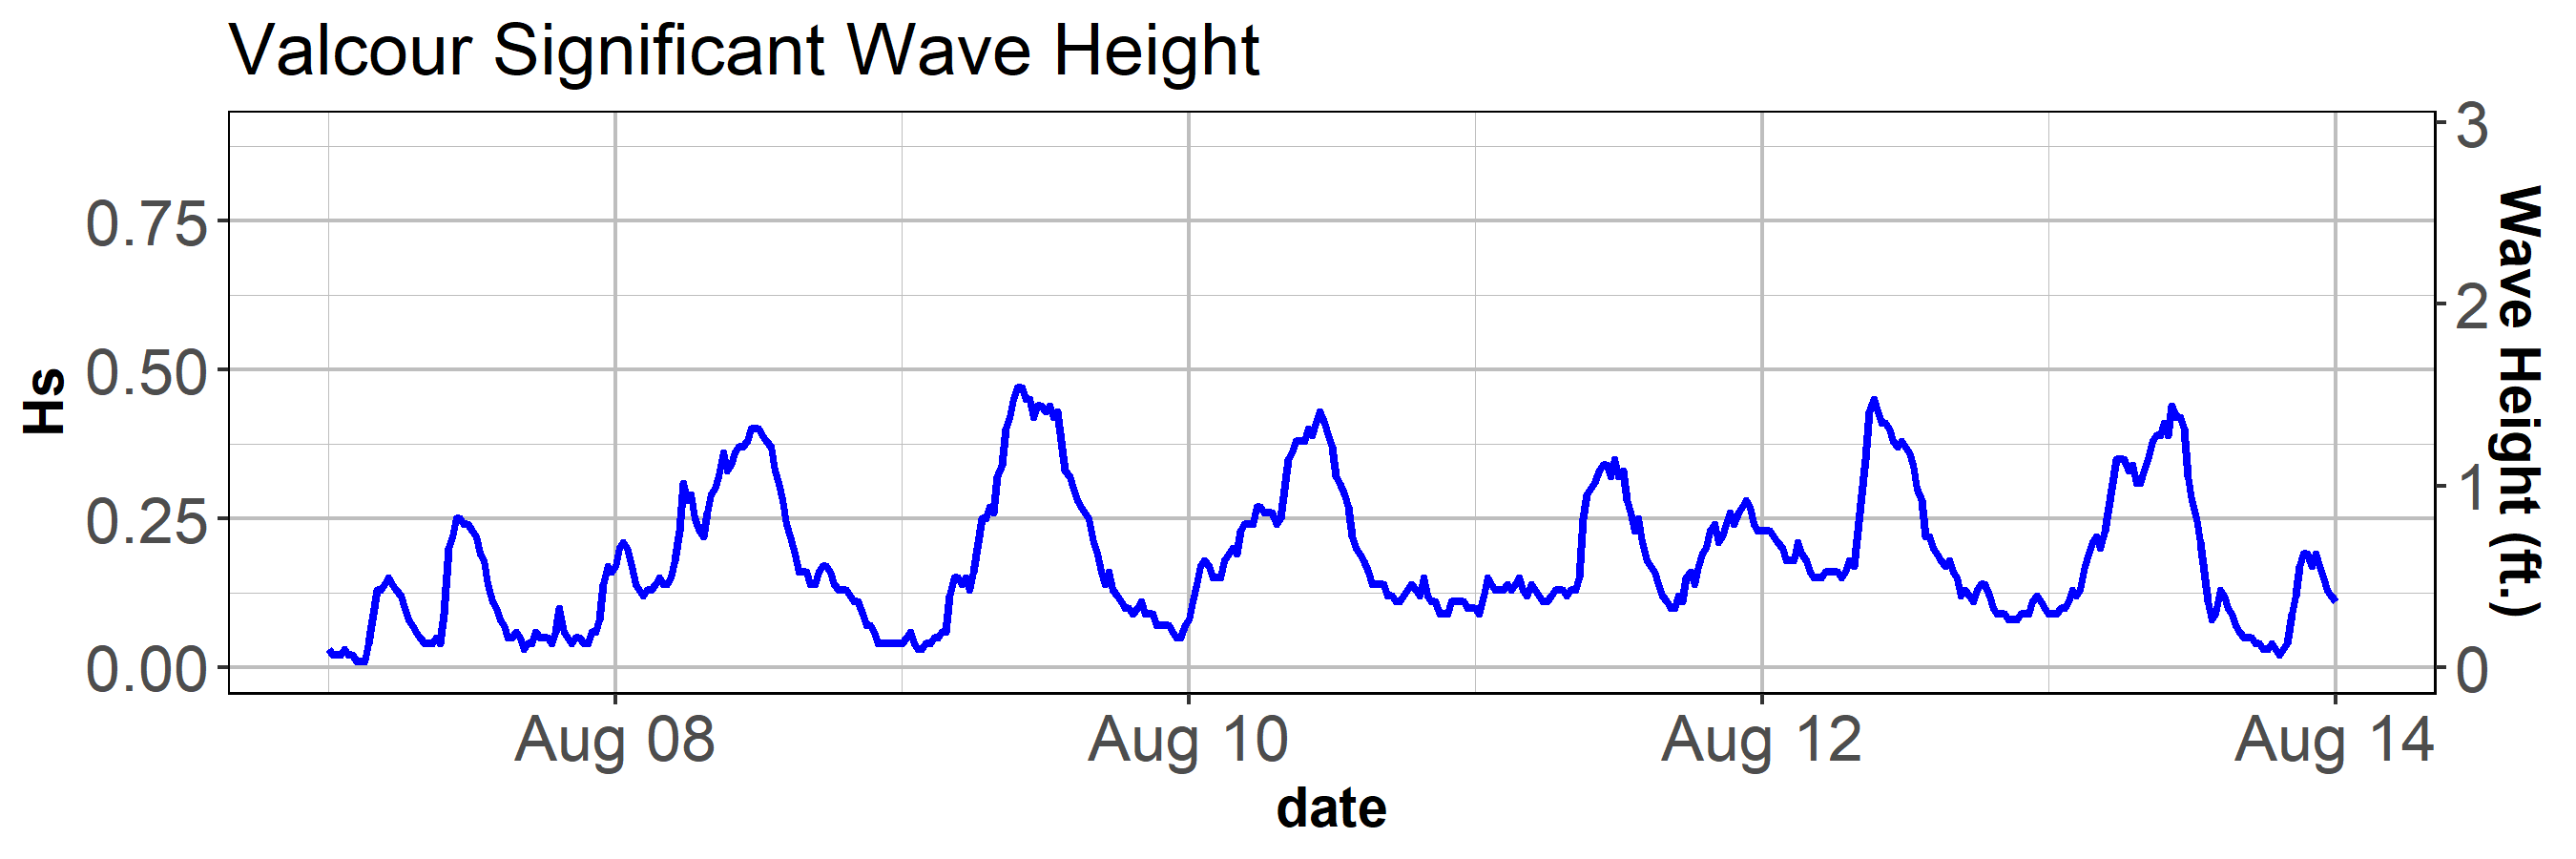 Valcour Significant Wave Height
Hs
0.75
0.50
0.25
0.00
3
2
1
0
Wave Height (ft.)
Aug 08
Aug 10
Aug 12
Aug 14
date